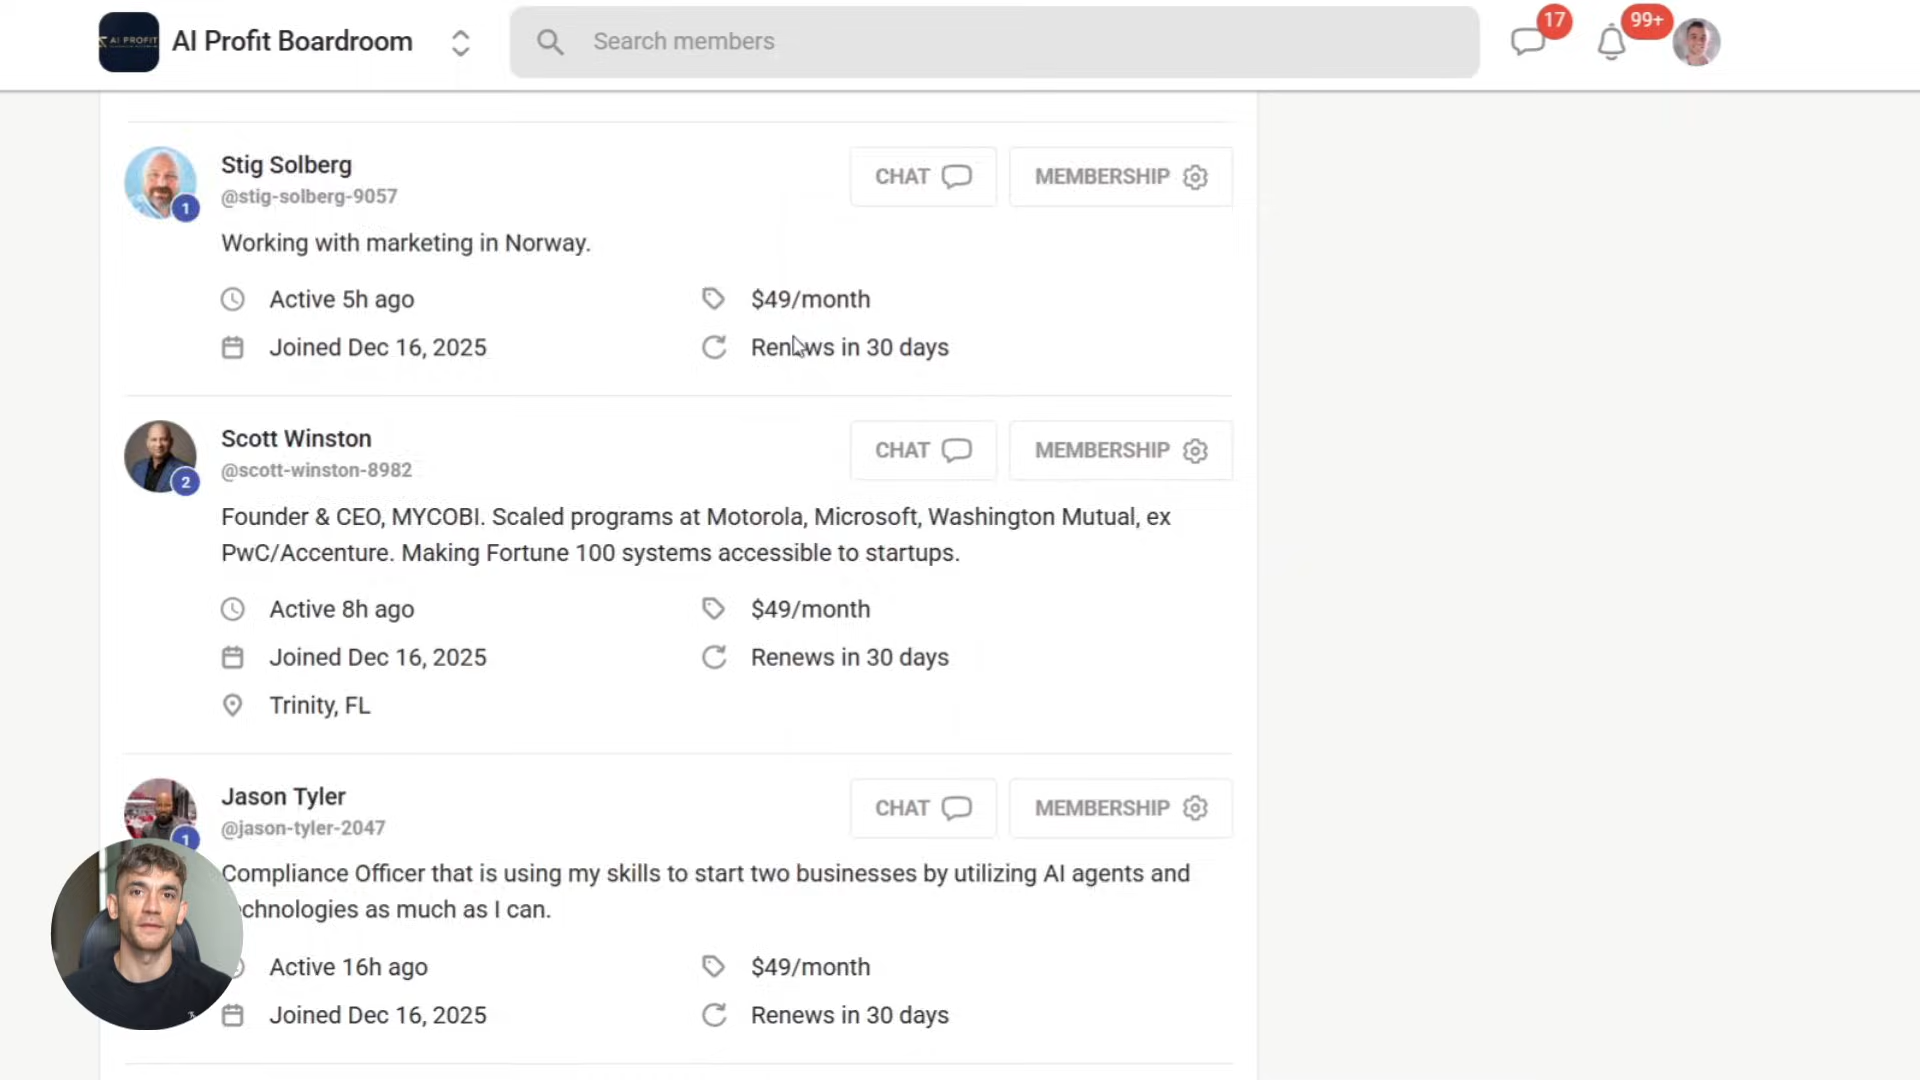 AI PROFIT
AI Profit Boardroom
Search members
17
99+
Stig Solberg
CHAT
MEMBERSHIP
@stig-solberg-9057
1
Working with marketing in Norway.
Active 5h ago
$49/month
Joined Dec 16, 2025
Renews in 30 days
Scott Winston
CHAT
MEMBERSHIP
@scott-winston-8982
2
Founder & CEO, MYCOBI. Scaled programs at Motorola, Microsoft, Washington Mutual, ex
PwC/Accenture. Making Fortune 100 systems accessible to startups.
Active 8h ago
$49/month
Joined Dec 16, 2025
Renews in 30 days
Trinity, FL
Jason Tyler
CHAT
MEMBERSHIP
@jason-tyler-2047
1
Compliance Officer that is using my skills to start two businesses by utilizing AI agents and
echnologies as much as I can.
Active 16h ago
$49/month
Joined Dec 16, 2025
Renews in 30 days